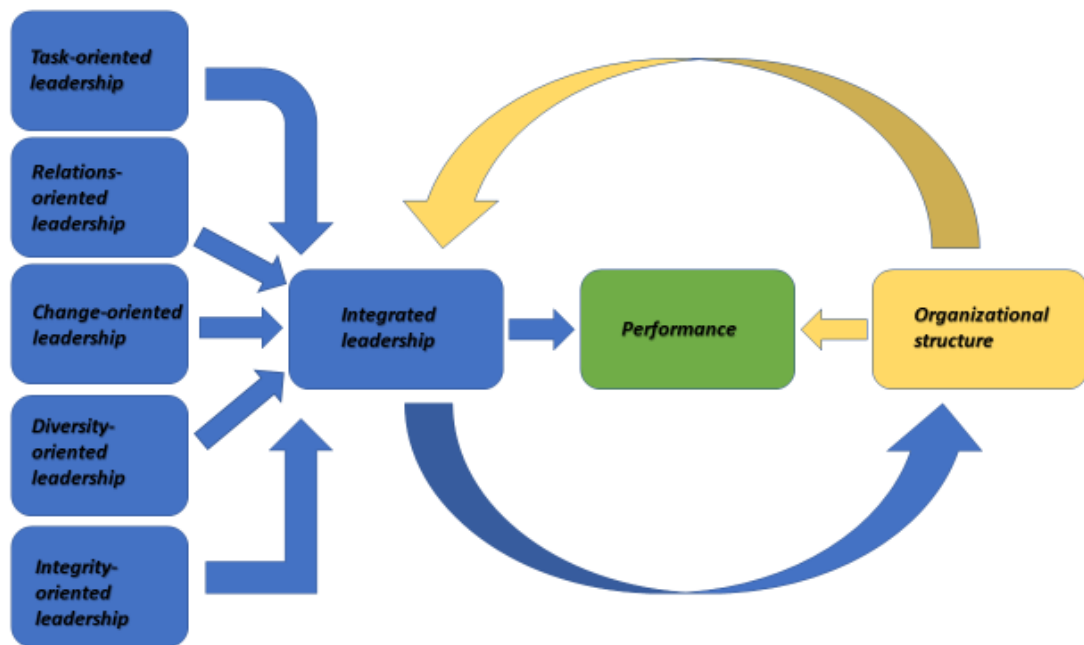 Task-oriented
leadership
Relations-
oriented
leadership
Change-oriented
leadership
Diversity-
oriented
leadership
Integrity-
oriented
leadership
Integrated
leadership
Performance
Organizational
structure